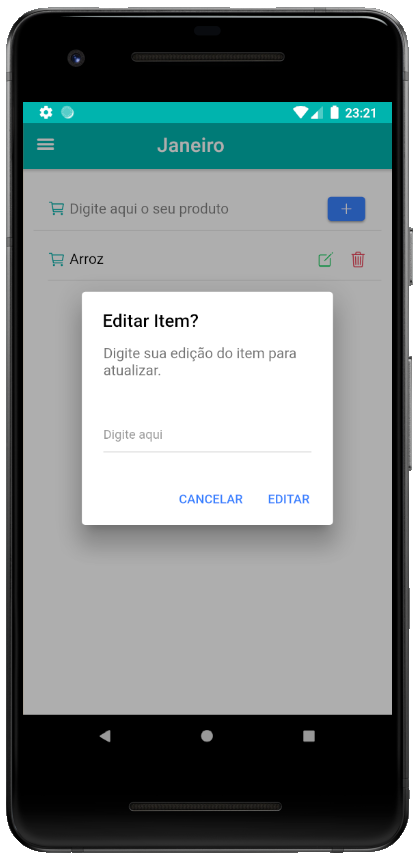 23:21
Janeiro
Digite aqui o seu produto
+
Arroz
Editar Item?
Digite sua edição do item para
atualizar.
Digite aqui
CANCELAR EDITAR